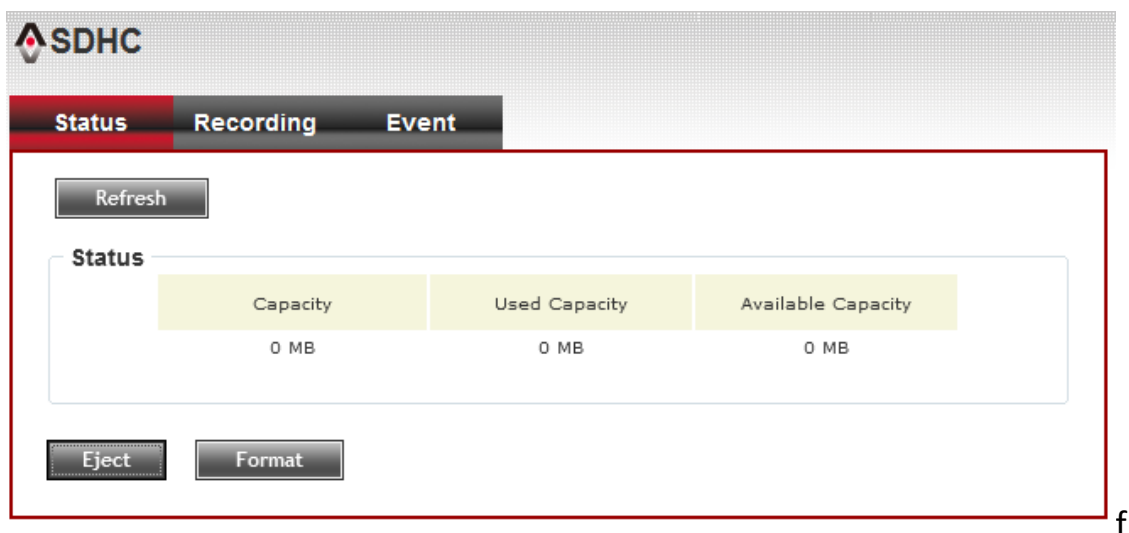 SDHC
Status Recording Event
Refresh
Status
Capacity Used Capacity Available Capacity
0 MB 0 MB 0 MB
Eject Format
f